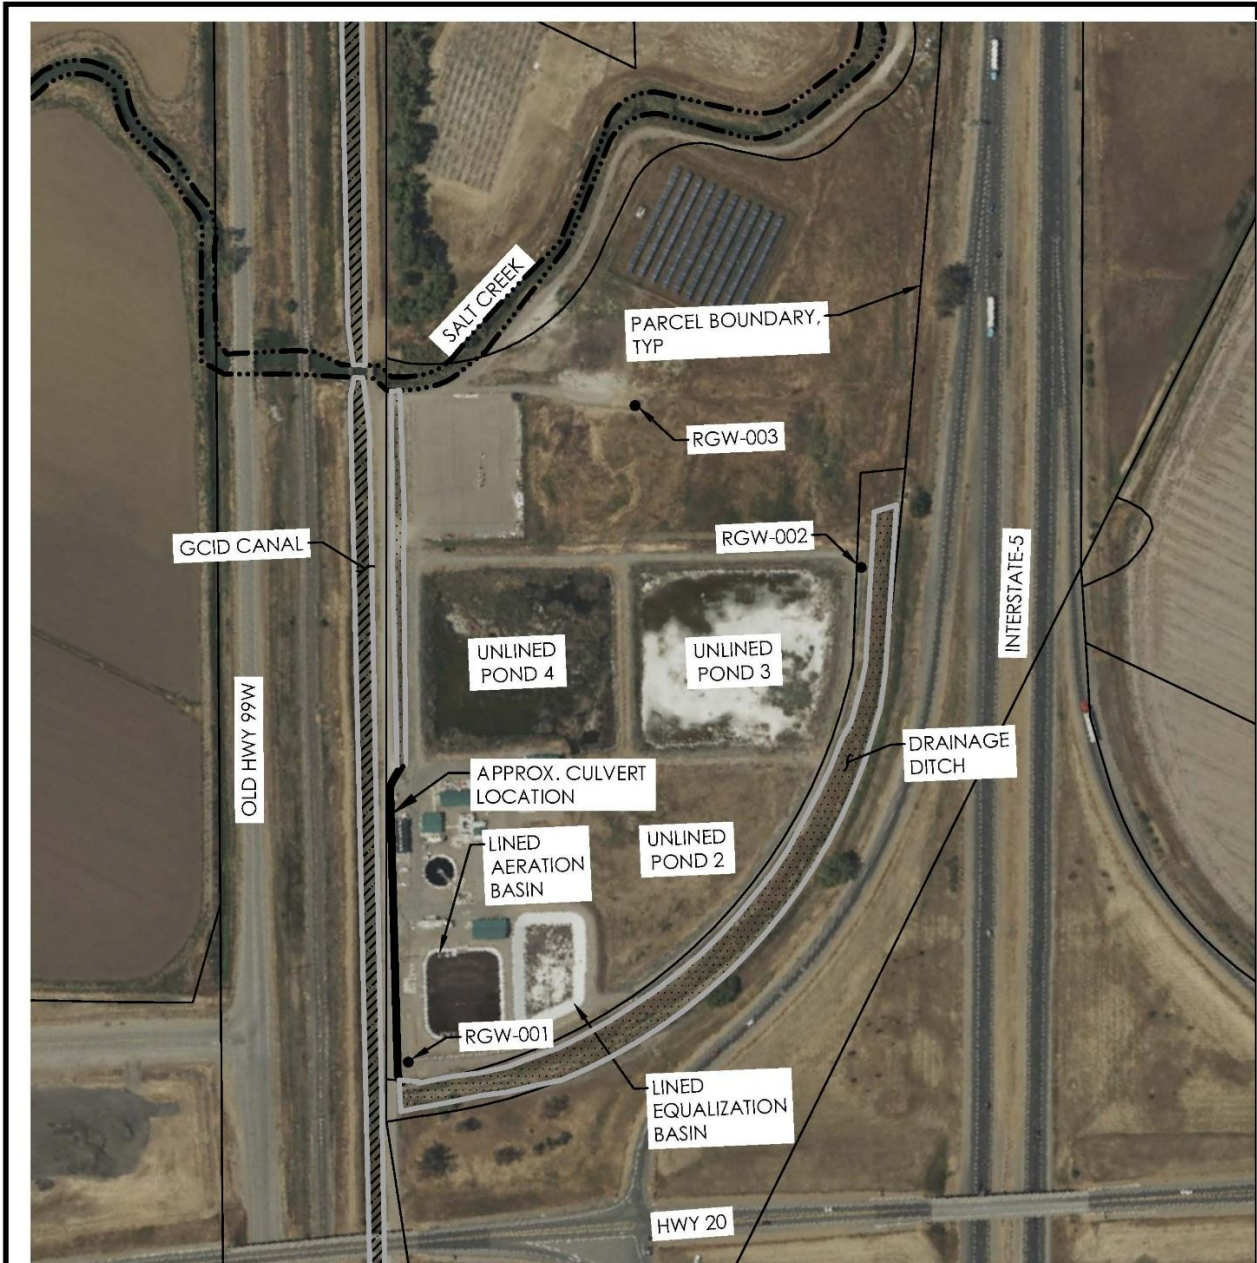 SALT CREEK
PARCEL BOUNDARY,
TYP
RGW-003
GCID CANAL
RGW-002
INTERSTATE-5
UNLINED
POND 4
UNLINED
POND 3
OLD HWY 99W
DRAINAGE
DITCH
APPROX. CULVERT
LOCATION
UNLINED
POND 2
LINED
AERATION
BASIN
RGW-001
LINED
EQUALIZATION
BASIN
HWY 20